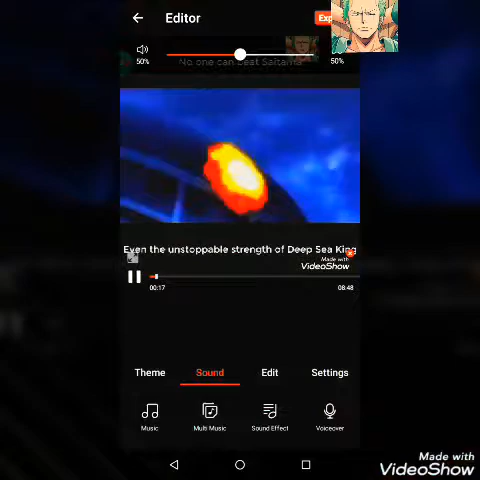 Editor
Exp
50%
50%
No one can beat Saitama
Even the unstoppable strength of Deep Sea King
Made with
VideoShow
00:17
08:48
Theme
Sound
Edit
Settings
Music
Multi Music
Sound Effect
Voiceover
Made with
VideoShow